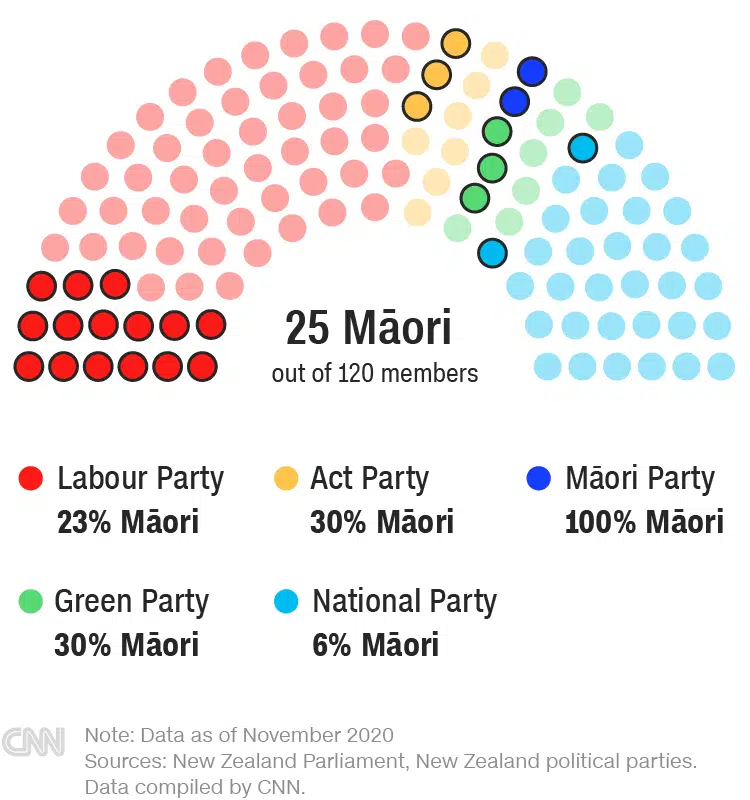 25 Māori
out of 120 members
Labour Party
23% Māori
Act Party
30% Māori
Māori Party
100% Māori
Green Party
30% Māori
National Party
6% Māori
CNN
Note: Data as of November 2020
Sources: New Zealand Parliament, New Zealand political parties.
Data compiled by CNN.